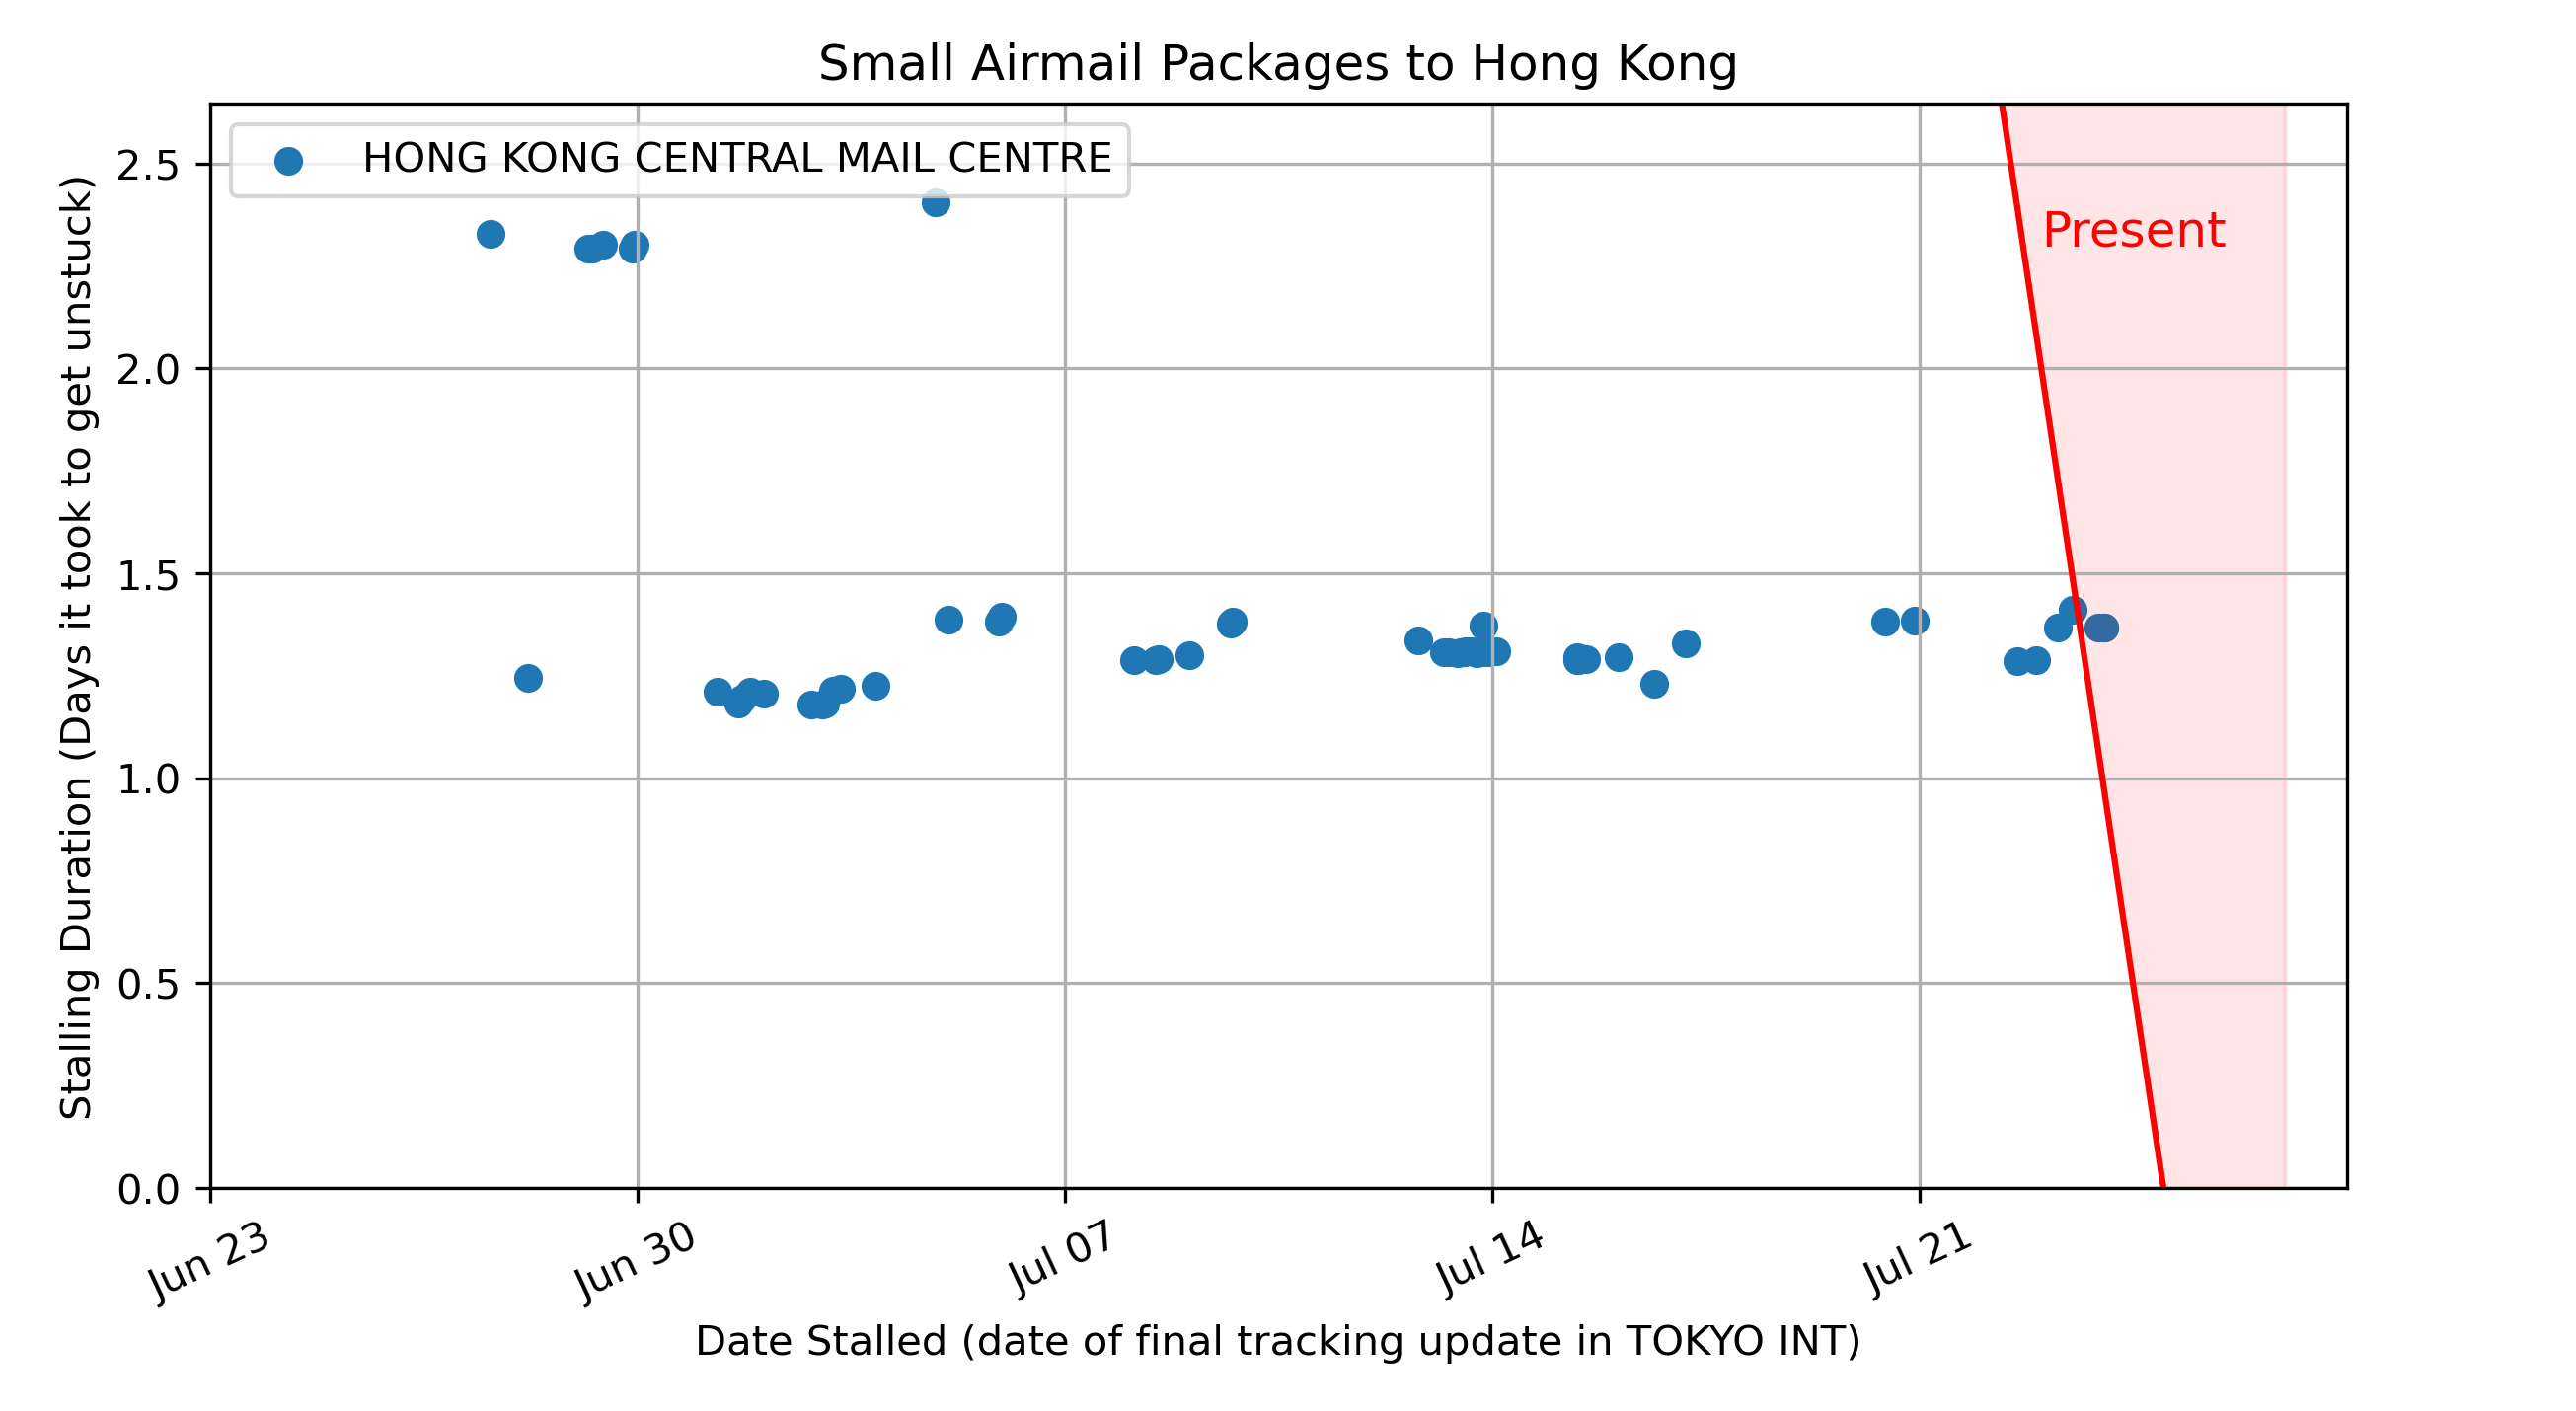 Small Airmail Packages to Hong Kong
HONG KONG CENTRAL MAIL CENTRE
Present
Stalling Duration (Days it took to get unstuck)
2.5
2.0
1.5
1.0
0.5
0.0
Jun 23
Jun 30
Jul 07
Jul 14
Jul 21
Date Stalled (date of final tracking update in TOKYO INT)